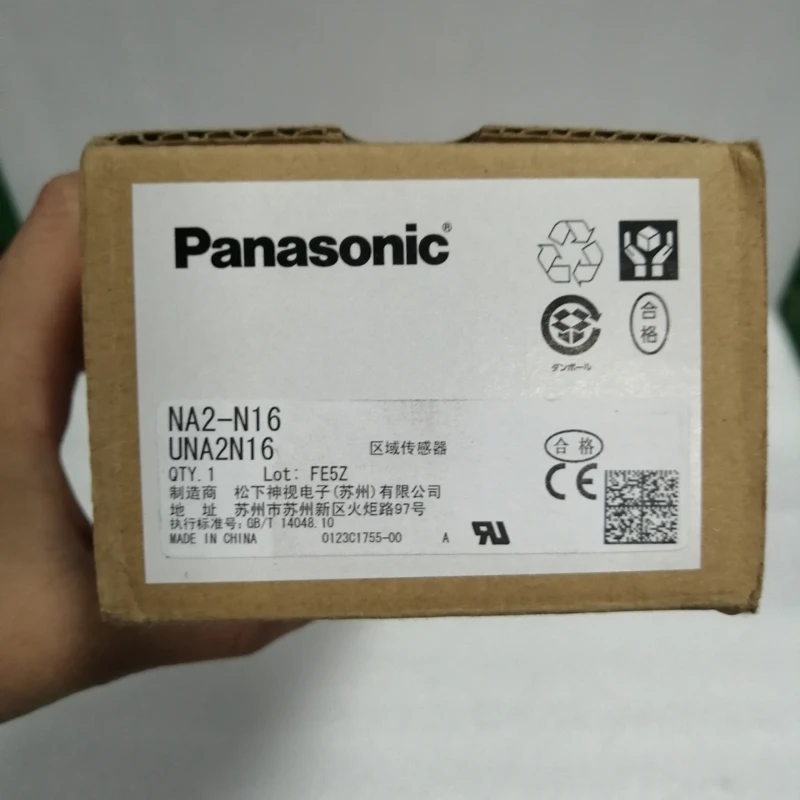 Panasonic®
合格
ダンボール
NA2-N16
UNA2N16
区域传感器
合格
QTY.1 Lot: FE5Z
制造商 松下神视电子(苏州)有限公司
地 址 苏州市苏州新区火炬路97号
执行标准号:GB/T 14048.10
MADE IN CHINA 0123C1755-00 A
CE
RU